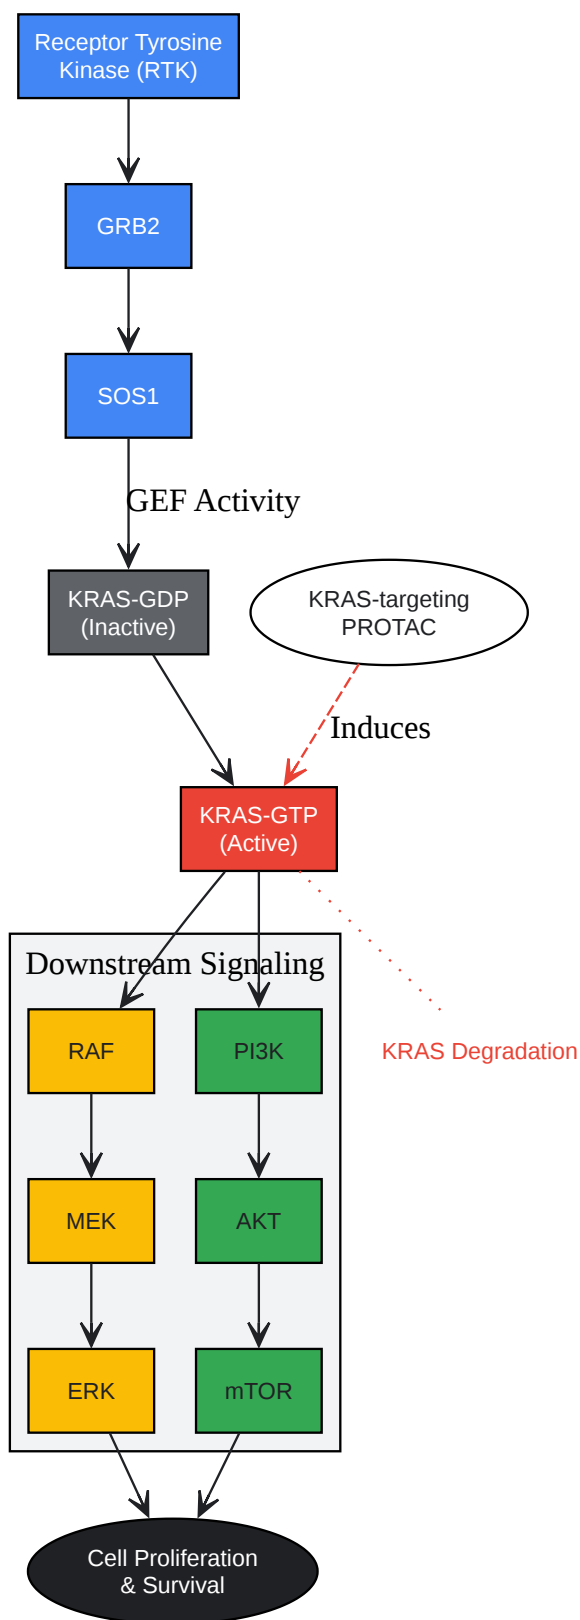 Receptor Tyrosine
Kinase (RTK)
GRB2
SOS1
GEF Activity
KRAS-GDP
(Inactive)
KRAS-targeting
PROTAC
Induces
KRAS-GTP
(Active)
Downstream Signaling
RAF
PI3K
KRAS Degradation
MEK
AKT
ERK
mTOR
Cell Proliferation
& Survival